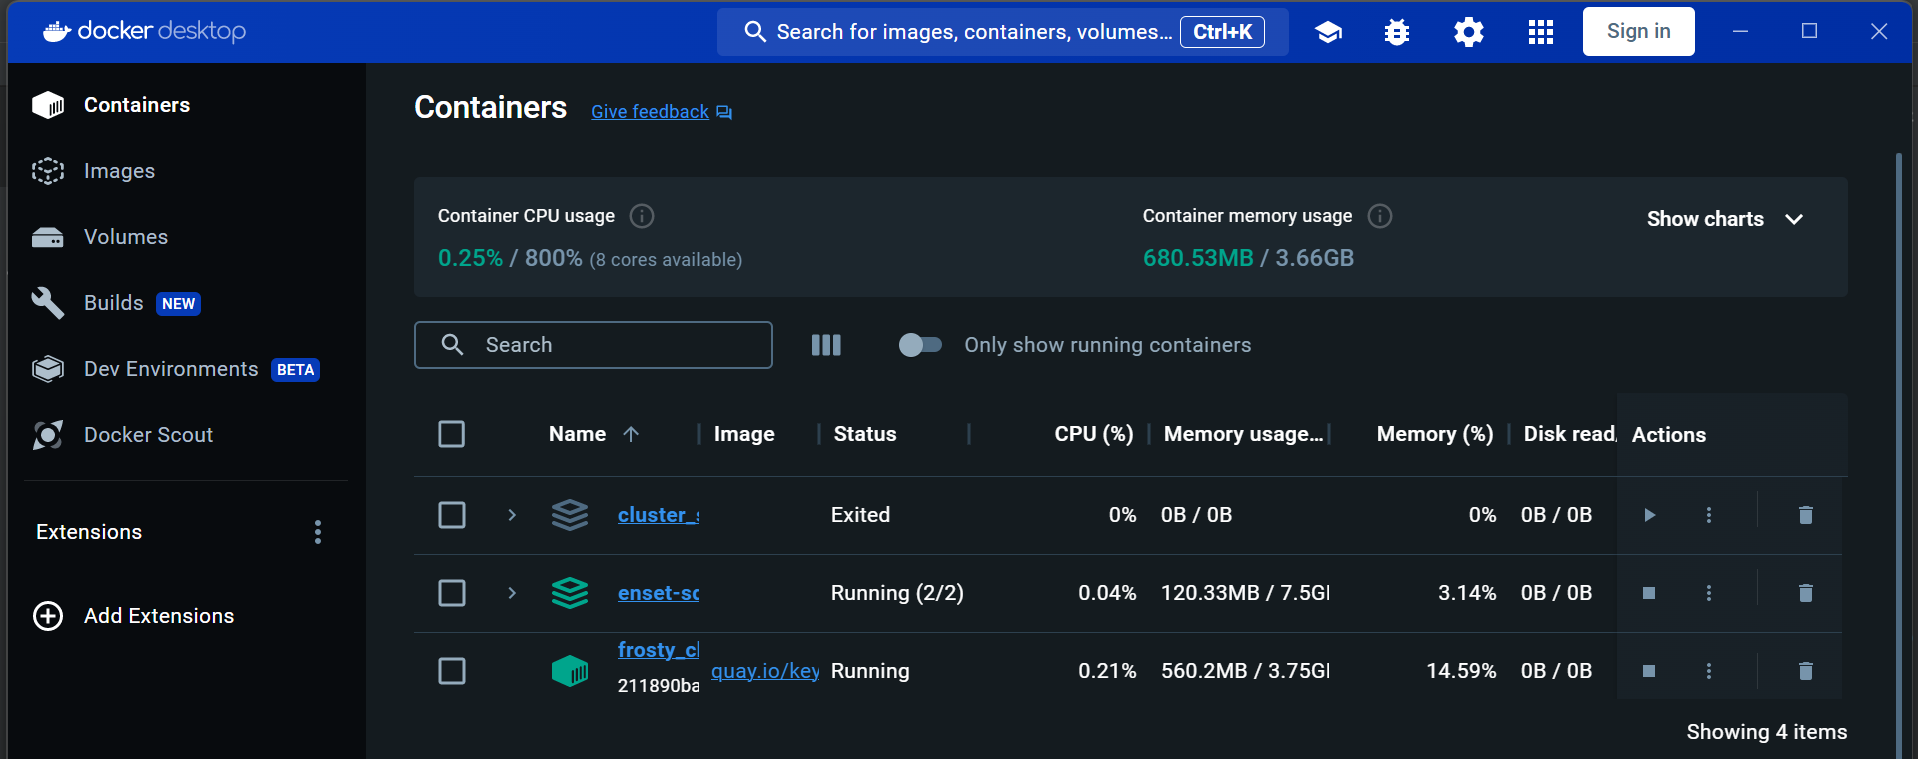 docker desktop
Search for images, containers, volumes... Ctrl+K
Sign in
Containers
Images
Volumes
Builds NEW
Dev Environments BETA
Docker Scout
Extensions
Add Extensions
Containers Give feedback
Container CPU usage
0.25% / 800% (8 cores available)
Container memory usage
680.53MB / 3.66GB
Show charts
Search
Only show running containers
Name Image Status CPU (%) Memory usage... Memory (%) Disk read/ Actions
cluster_s Exited 0% 0B / 0B 0% 0B / 0B
enset-sc Running (2/2) 0.04% 120.33MB / 7.5G 3.14% 0B / 0B
frosty_cl
211890ba
quay.io/key Running 0.21% 560.2MB / 3.75G 14.59% 0B / 0B
Showing 4 items